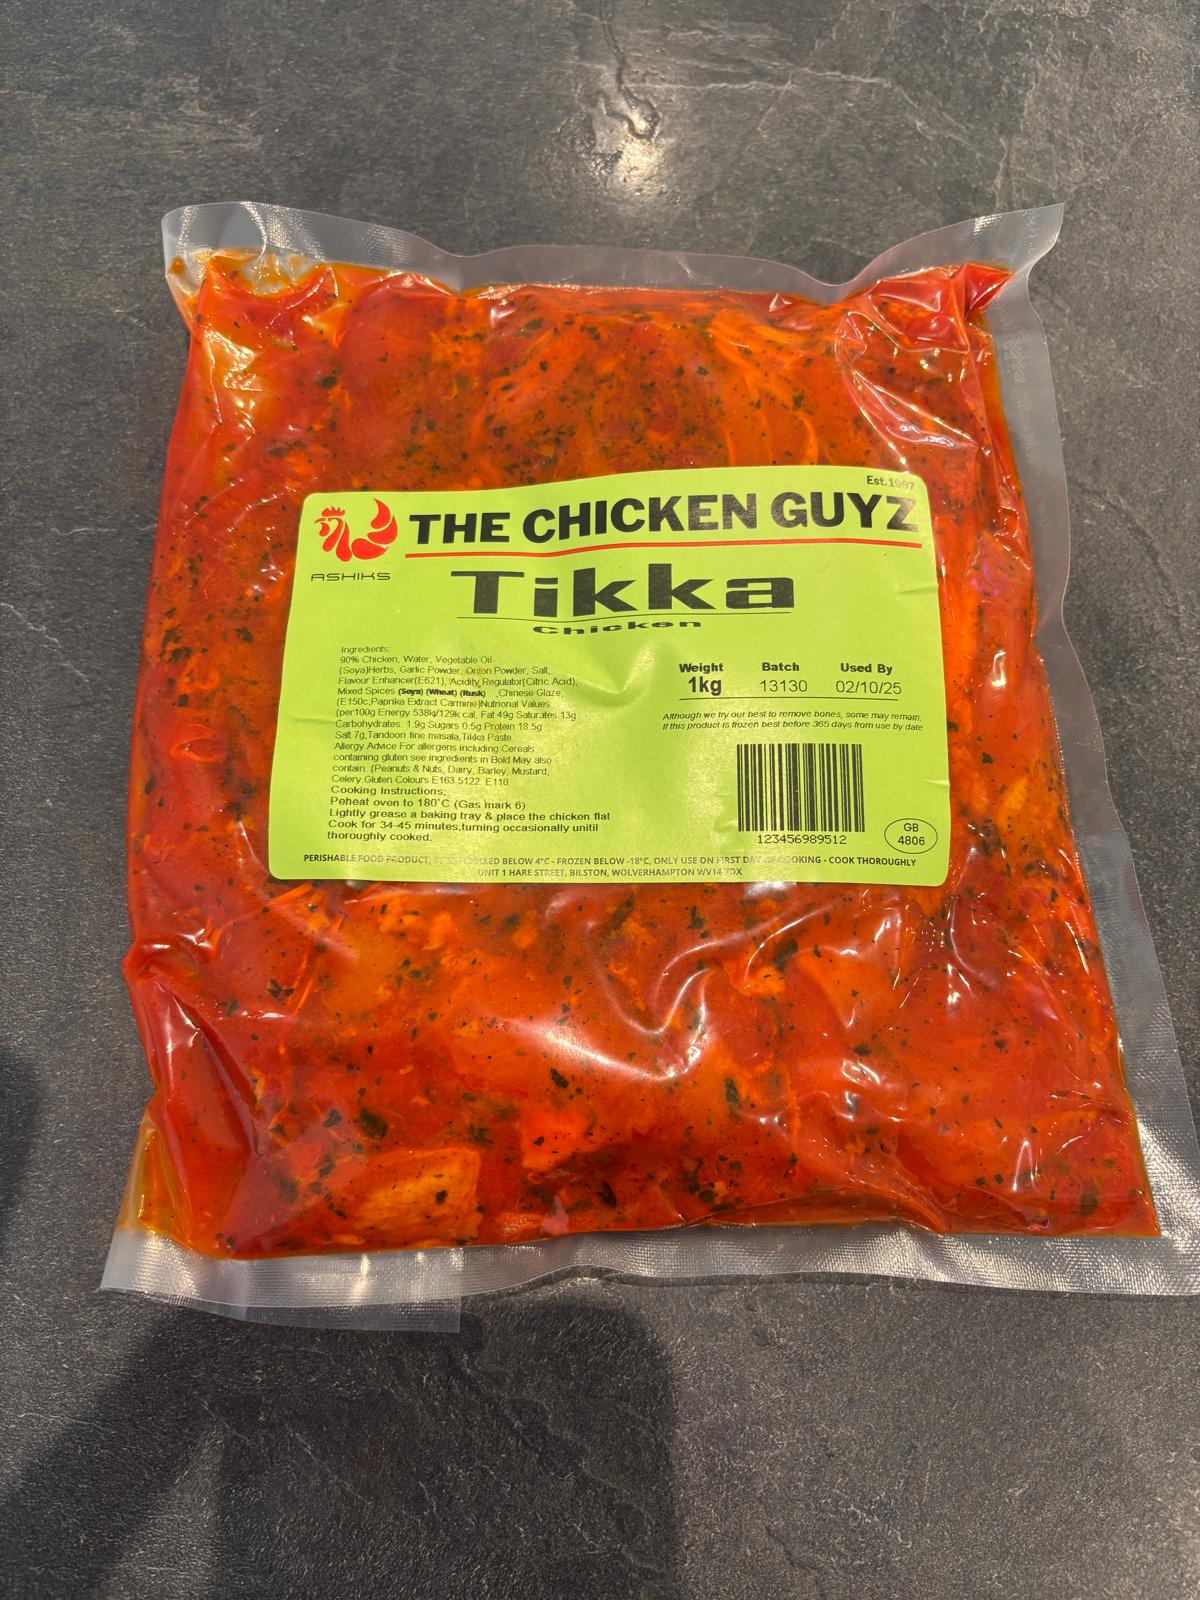 Est.1997
THE CHICKEN GUYZ
ASHIKS
Tikka
Chicken
Ingredients:
90% Chicken, Water, Vegetable Oil
(Soya)Herbs, Garlic Powder, Onion Powder, Salt,
Flavour Enhancer(E621), Acidity Regulator(Citric Acid),
Mixed Spices (Soya) (Wheat) (Rusk) ,Chinese Glaze,
(E150c,Paprika Extract Carmine)Nutrional Values
(per100g Energy 538kj/129k cal, Fat 49g Saturates 13g
Carbohydrates. 1.9g Sugars 0.5g Protein 18.5g
Salt 7g,Tandoori fine masala,Tikka Paste
Allergy Advice For allergens including Cereals
containing gluten see ingredients in Bold May also
contain. (Peanuts & Nuts, Dairy, Barley, Mustard,
Celery Gluten Colours E163,5122. E110
Cooking Instructions;
Peheat oven to 180°C (Gas mark 6)
Lightly grease a baking tray & place the chicken flat
Cook for 34-45 minutes,turning occasionally unitil
thoroughly cooked.
Weight Batch Used By
1kg 13130 02/10/25
Although we try our best to remove bones, some may remain.
If this product is frozen best before 365 days from use by date
123456989512
GB
4806
PERISHABLE FOOD PRODUCT, CHILLED BELOW 4°C - FROZEN BELOW -18°C, ONLY USE ON FIRST DAY OF COOKING - COOK THOROUGHLY
UNIT 1 HARE STREET, BILSTON, WOLVERHAMPTON WV14 7DX